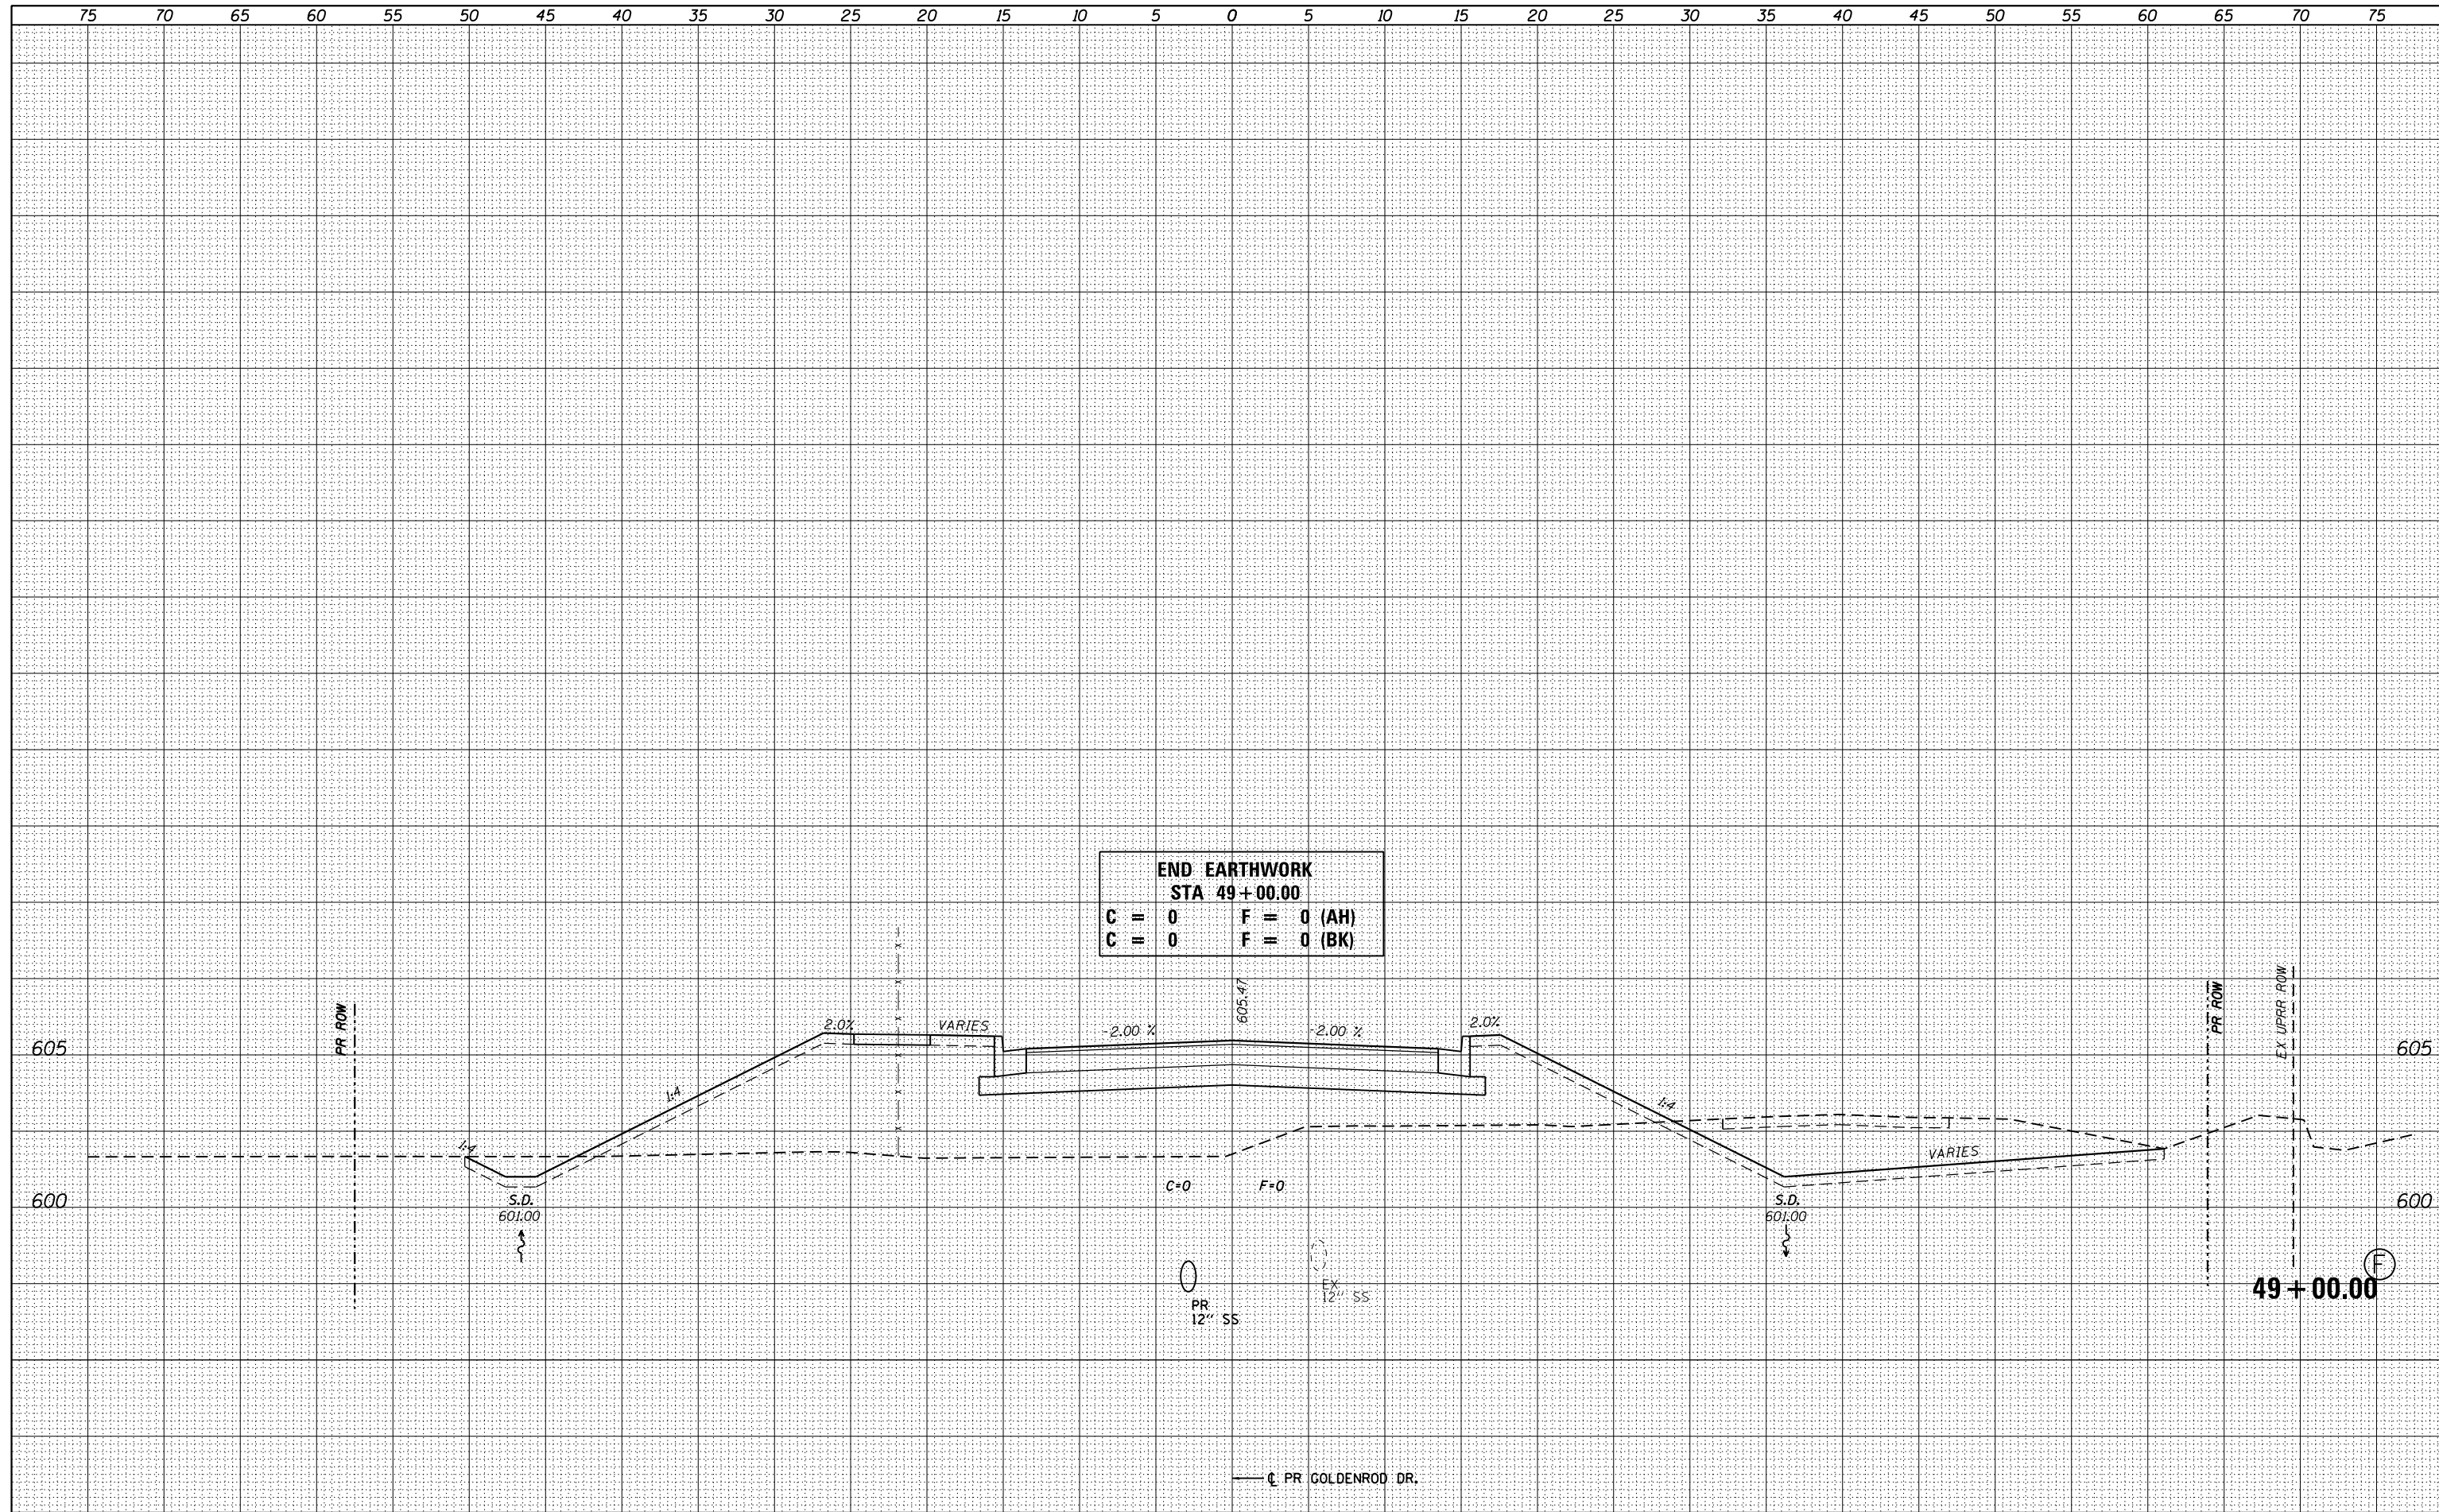 75 70 65 60 55 50 45 40 35 30 25 20 15 10 5 0 5 10 15 20 25 30 35 40 45 50 55 60 65 70 75
END EARTHWORK
STA 49+00.00
C = 0 F = 0 (AH)
C = 0 F = 0 (BK)
605.47
PR ROW
PR ROW
EX UPRR ROW
2.0%
VARIES
-2.00 %
-2.00 %
2.0%
605
605
1:4
1:4
1:4
VARIES
C=0 F=0
600
S.D.
601.00
S.D.
601.00
600
F
49+00.00
EX
12" SS
PR
12" SS
℄ PR GOLDENROD DR.